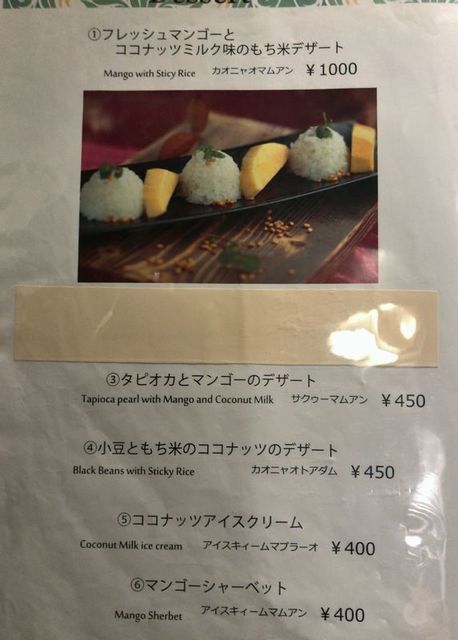 Dessert
①フレッシュマンゴーと
ココナッツミルク味のもち米デザート
Mango with Sticy Rice カオニャオマムアン ￥1000
③タピオカとマンゴーのデザート
Tapioca pearl with Mango and Coconut Milk サクゥーマムアン ￥450
④小豆ともち米のココナッツのデザート
Black Beans with Sticky Rice カオニャオトアダム ￥450
⑤ココナッツアイスクリーム
Coconut Milk ice cream アイスキィームマプラーオ ￥400
⑥マンゴーシャーベット
Mango Sherbet アイスキィームマムアン ￥400